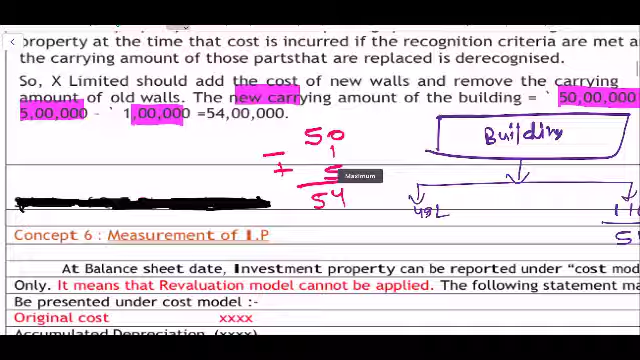 property at the time that cost is incurred if the recognition criteria are met a
the carrying amount of those partsthat are replaced is derecognised.
So, X Limited should add the cost of new walls and remove the carrying
amount of old walls. The new carrying amount of the building = ` 50,00,000
5,00,000 - ` 1,00,000 =54,00,000.
50
Building
- 1
+ 5
Maximum
54
49L
Concept 6 : Measurement of I.P
At Balance sheet date, Investment property can be reported under "cost mod
Only. It means that Revaluation model cannot be applied. The following statement ma
Be presented under cost model :-
Original cost xxxx
Accumulated Depreciation (xxxx)